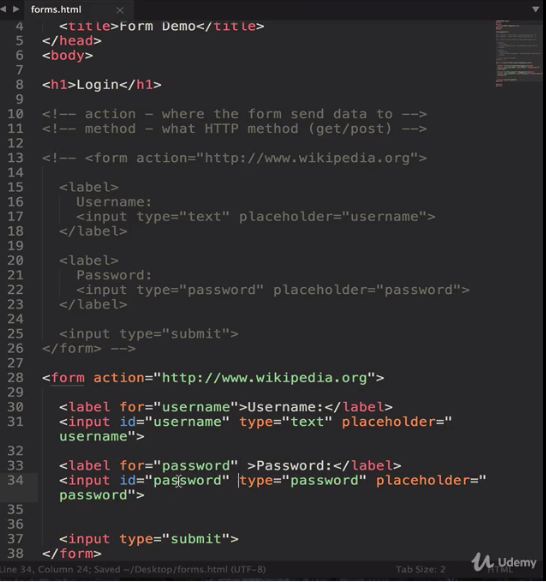 forms.html
4 <title>Form Demo</title>
5 </head>
6 <body>
7
8 <h1>Login</h1>
9
10 <!-- action - where the form send data to -->
11 <!-- method - what HTTP method (get/post) -->
12
13 <!-- <form action="http://www.wikipedia.org">
14
15 <label>
16 Username:
17 <input type="text" placeholder="username">
18 </label>
19
20 <label>
21 Password:
22 <input type="password" placeholder="password">
23 </label>
24
25 <input type="submit">
26 </form> -->
27
28 <form action="http://www.wikipedia.org">
29
30 <label for="username">Username:</label>
31 <input id="username" type="text" placeholder="
username">
32
33 <label for="password" >Password:</label>
34 <input id="password" type="password" placeholder="
password">
35
36
37 <input type="submit">
38 </form>
Line 34, Column 24; Saved ~/Desktop/forms.html (UTF-8)
Tab Size: 2
HTML
Udemy